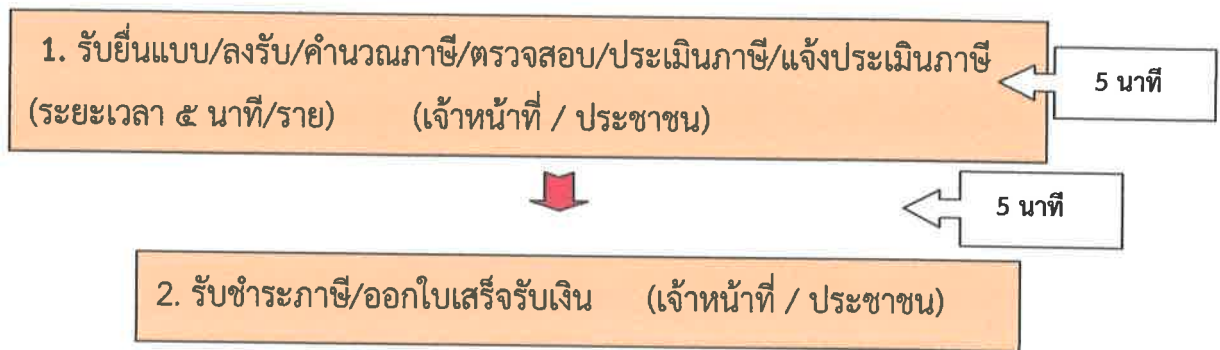 1. รับยื่นแบบ/ลงรับ/คำนวณภาษี/ตรวจสอบ/ประเมินภาษี/แจ้งประเมินภาษี
5 นาที
(ระยะเวลา ๕ นาที/ราย) (เจ้าหน้าที่ / ประชาชน)
5 นาที
2. รับชำระภาษี/ออกใบเสร็จรับเงิน (เจ้าหน้าที่ / ประชาชน)